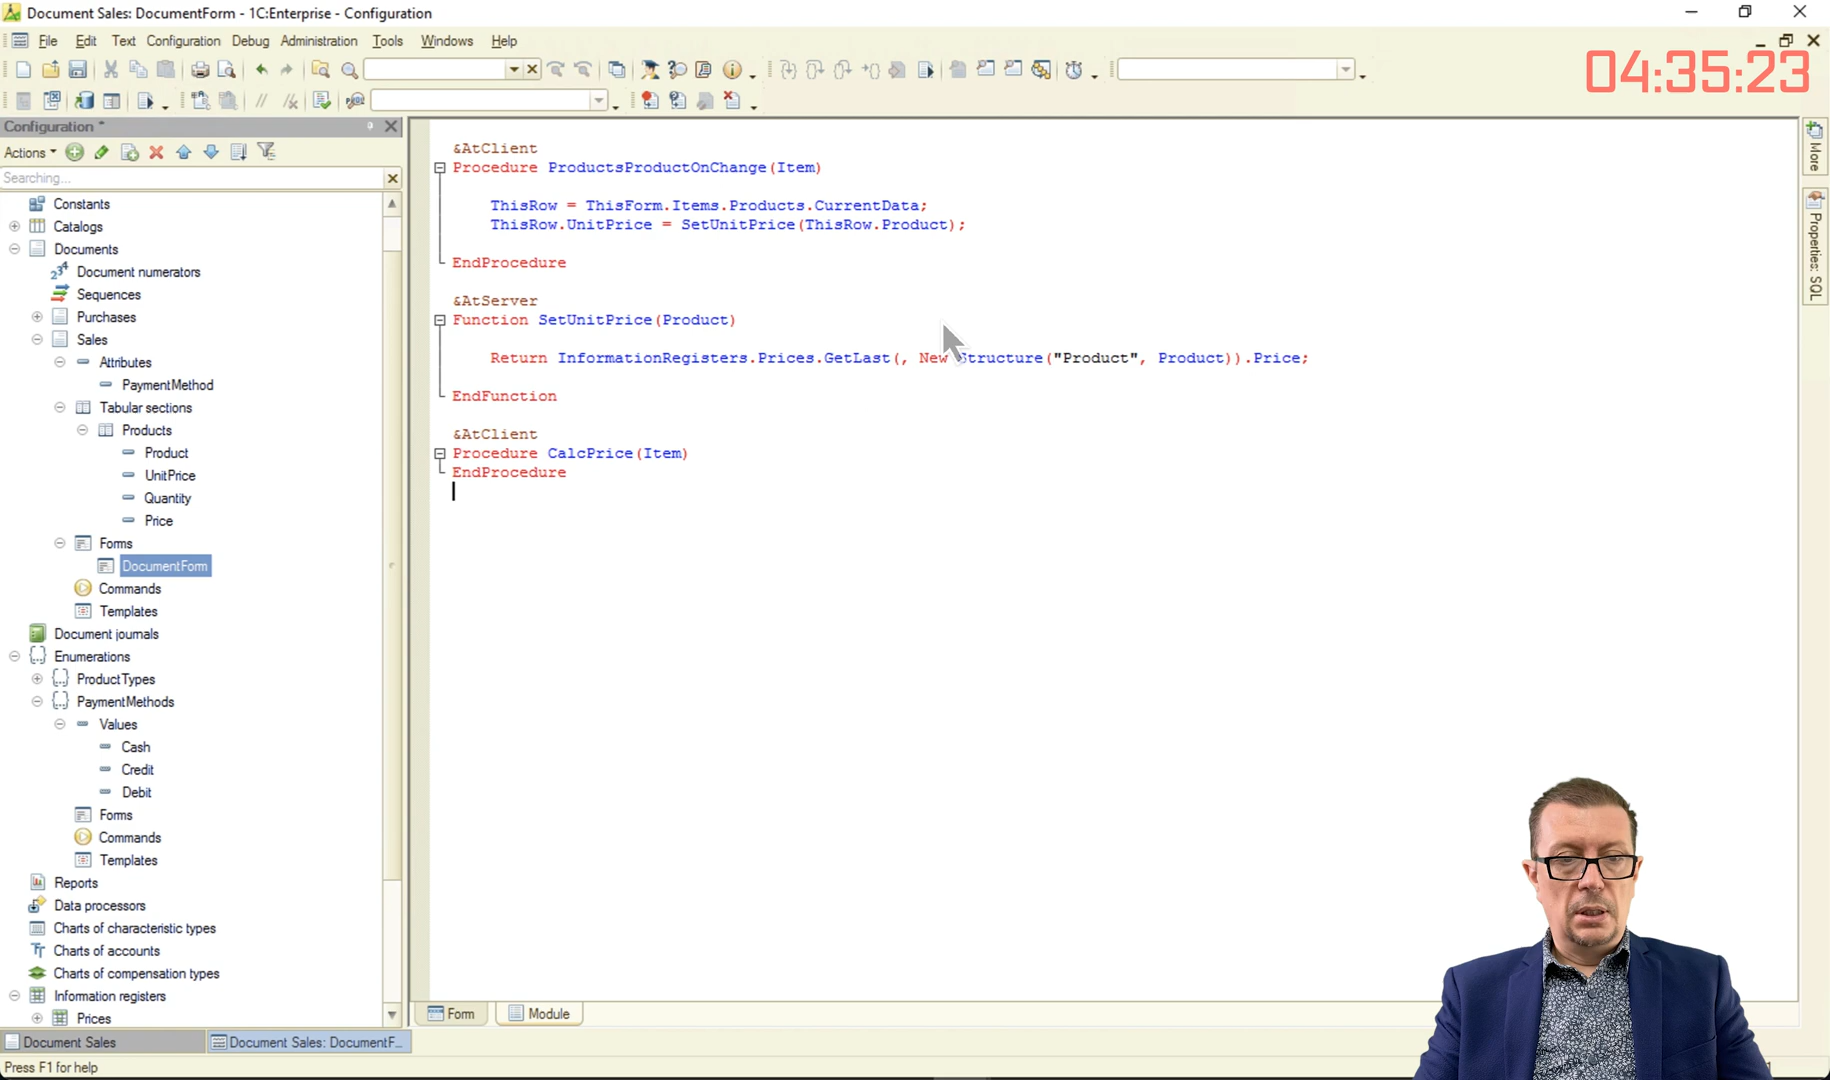 Document Sales: DocumentForm - 1C:Enterprise - Configuration
File Edit Text Configuration Debug Administration Tools Windows Help
04:35:23
Configuration *
Actions
Searching...
Constants
Catalogs
Documents
Document numerators
Sequences
Purchases
Sales
Attributes
PaymentMethod
Tabular sections
Products
Product
UnitPrice
Quantity
Price
Forms
DocumentForm
Commands
Templates
Document journals
Enumerations
ProductTypes
PaymentMethods
Values
Cash
Credit
Debit
Forms
Commands
Templates
Reports
Data processors
Charts of characteristic types
Charts of accounts
Charts of compensation types
Information registers
Prices
&AtClient
Procedure ProductsProductOnChange(Item)
ThisRow = ThisForm.Items.Products.CurrentData;
ThisRow.UnitPrice = SetUnitPrice(ThisRow.Product);
EndProcedure
&AtServer
Function SetUnitPrice(Product)
Return InformationRegisters.Prices.GetLast(, New Structure("Product", Product)).Price;
EndFunction
&AtClient
Procedure CalcPrice(Item)
EndProcedure
More
Properties: SQL
Form
Module
Document Sales
Document Sales: DocumentF...
Press F1 for help